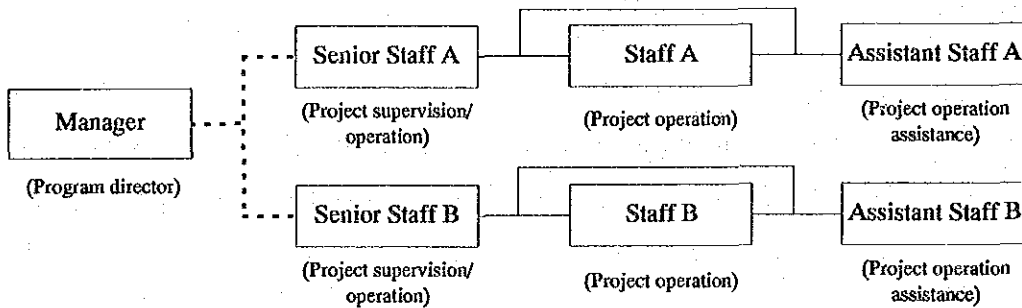 Senior Staff A
Staff A
Assistant Staff A
(Project supervision/
operation)
(Project operation)
(Project operation
assistance)
Manager
(Program director)
Senior Staff B
Staff B
Assistant Staff B
(Project supervision/
operation)
(Project operation)
(Project operation
assistance)